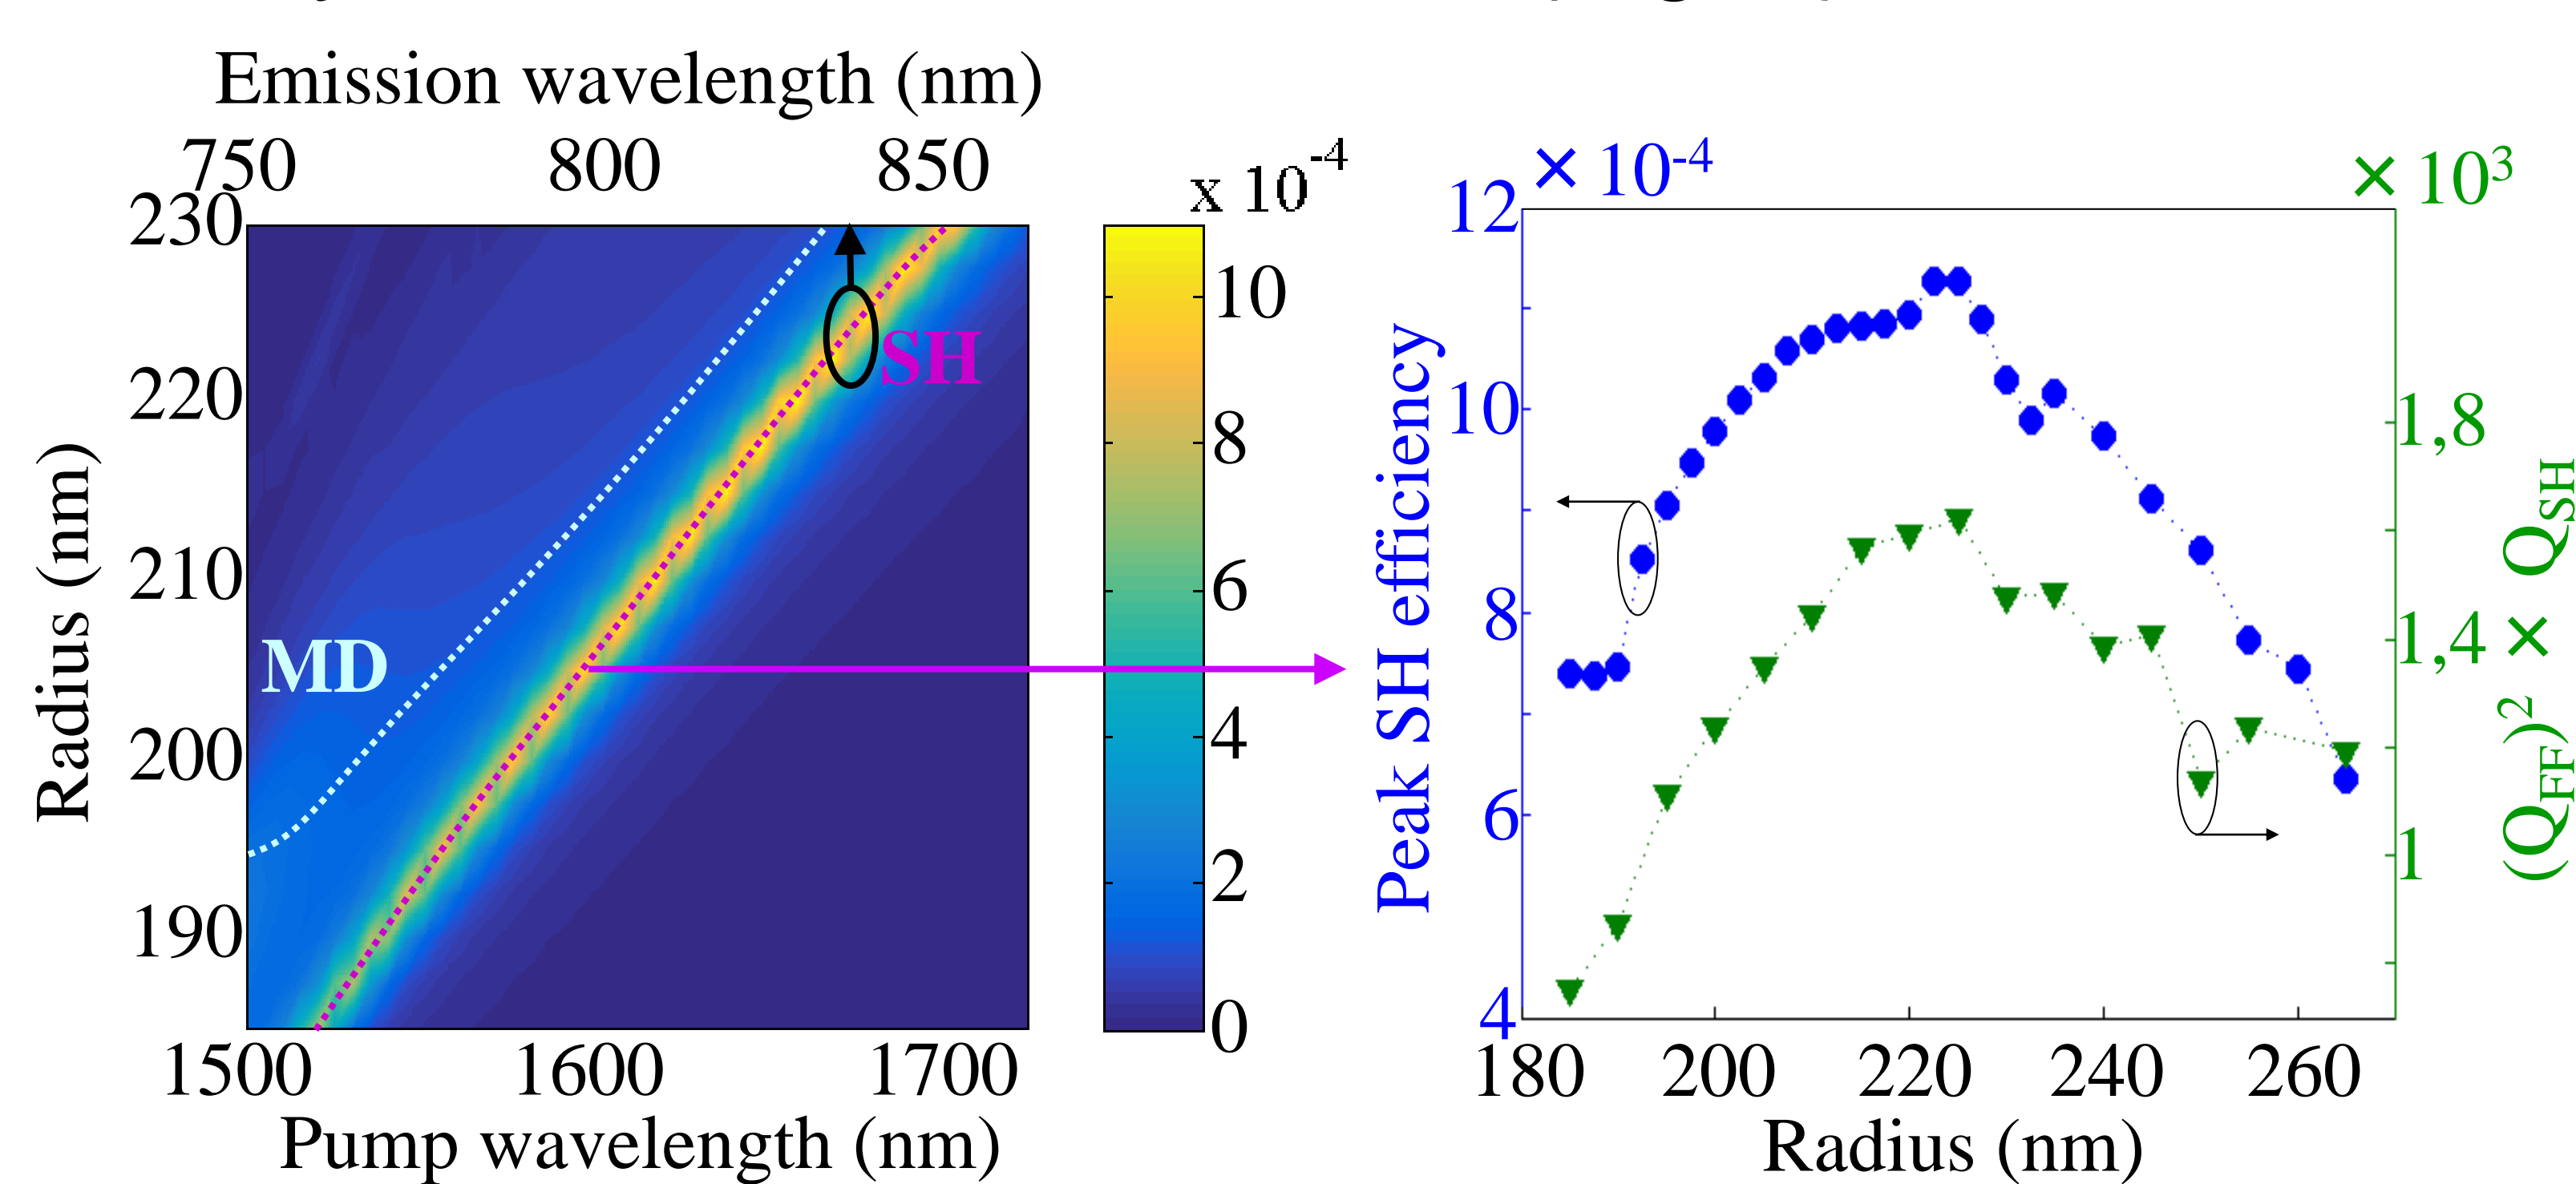 Emission wavelength (nm)
750 800 850
x 10-4
230
220
210
200
190
Radius (nm)
MD
SH
1500 1600 1700
Pump wavelength (nm)
10
8
6
4
2
0
× 10-4
× 10³
12
10
8
6
4
Peak SH efficiency
1,8
1,4
1
(QFF)² × QSH
180 200 220 240 260
Radius (nm)